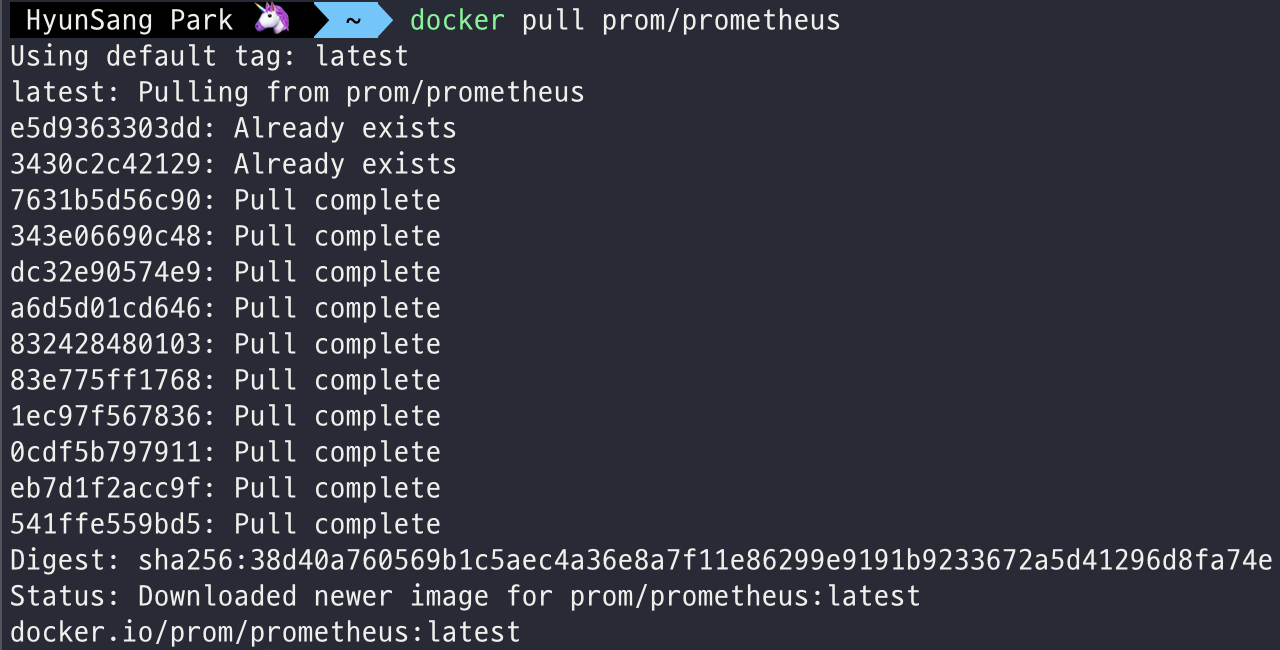 HyunSang Park 🦄 ~ docker pull prom/prometheus
Using default tag: latest
latest: Pulling from prom/prometheus
e5d9363303dd: Already exists
3430c2c42129: Already exists
7631b5d56c90: Pull complete
343e06690c48: Pull complete
dc32e90574e9: Pull complete
a6d5d01cd646: Pull complete
832428480103: Pull complete
83e775ff1768: Pull complete
1ec97f567836: Pull complete
0cdf5b797911: Pull complete
eb7d1f2acc9f: Pull complete
541ffe559bd5: Pull complete
Digest: sha256:38d40a760569b1c5aec4a36e8a7f11e86299e9191b9233672a5d41296d8fa74e
Status: Downloaded newer image for prom/prometheus:latest
docker.io/prom/prometheus:latest